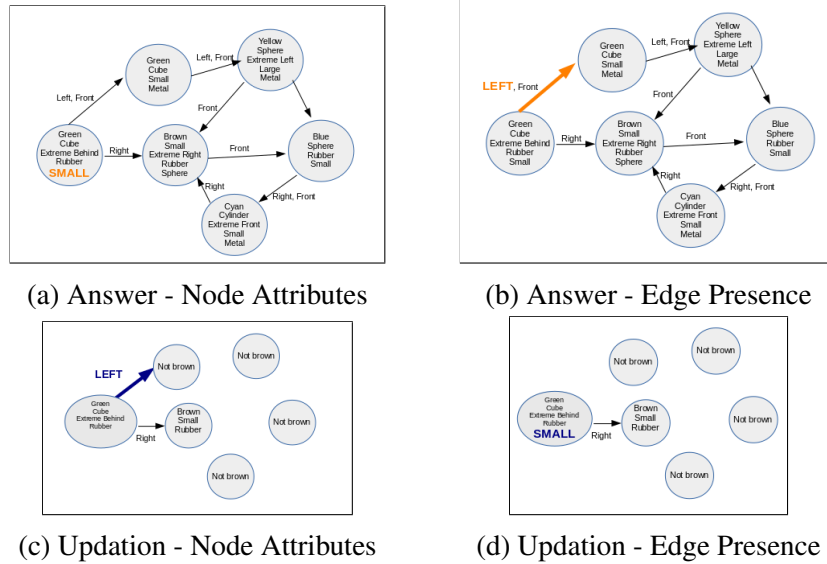 Green
Cube
Small
Metal
Left, Front
Yellow
Sphere
Extreme Left
Large
Metal
Left, Front
Front
Green
Cube
Extreme Behind
Rubber
SMALL
Right
Brown
Small
Extreme Right
Rubber
Sphere
Front
Blue
Sphere
Rubber
Small
Right
Right, Front
Cyan
Cylinder
Extreme Front
Small
Metal
(a) Answer - Node Attributes
Green
Cube
Small
Metal
Left, Front
Yellow
Sphere
Extreme Left
Large
Metal
LEFT, Front
Front
Green
Cube
Extreme Behind
Rubber
Small
Right
Brown
Small
Extreme Right
Rubber
Sphere
Front
Blue
Sphere
Rubber
Small
Right
Right, Front
Cyan
Cylinder
Extreme Front
Small
Metal
(b) Answer - Edge Presence
LEFT
Not brown
Not brown
Green
Cube
Extreme Behind
Rubber
Right
Brown
Small
Rubber
Not brown
Not brown
(c) Updation - Node Attributes
Not brown
Not brown
Green
Cube
Extreme Behind
Rubber
SMALL
Right
Brown
Small
Rubber
Not brown
Not brown
(d) Updation - Edge Presence